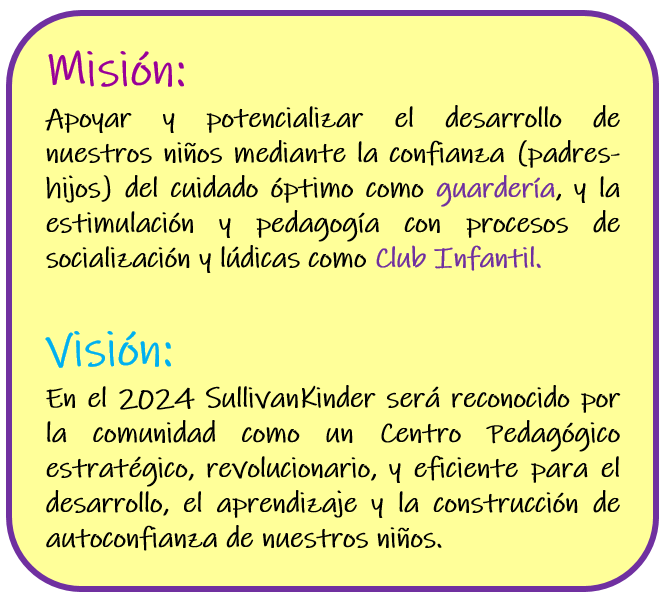 Misión:
Apoyar y potencializar el desarrollo de
nuestros niños mediante la confianza (padres-
hijos) del cuidado óptimo como guardería, y la
estimulación y pedagogía con procesos de
socialización y lúdicas como Club Infantil.
Visión:
En el 2024 SullivanKinder será reconocido por
la comunidad como un Centro Pedagógico
estratégico, revolucionario, y eficiente para el
desarrollo, el aprendizaje y la construcción de
autoconfianza de nuestros niños.